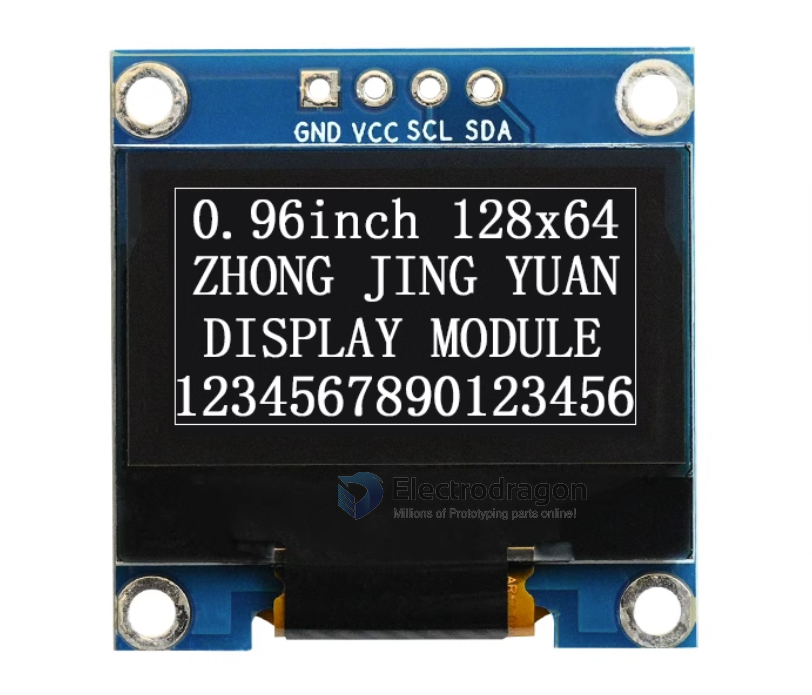 GND VCC SCL SDA
0.96inch 128x64
ZHONG JING YUAN
DISPLAY MODULE
1234567890123456
Electrodragon
Millions of Prototyping parts online!